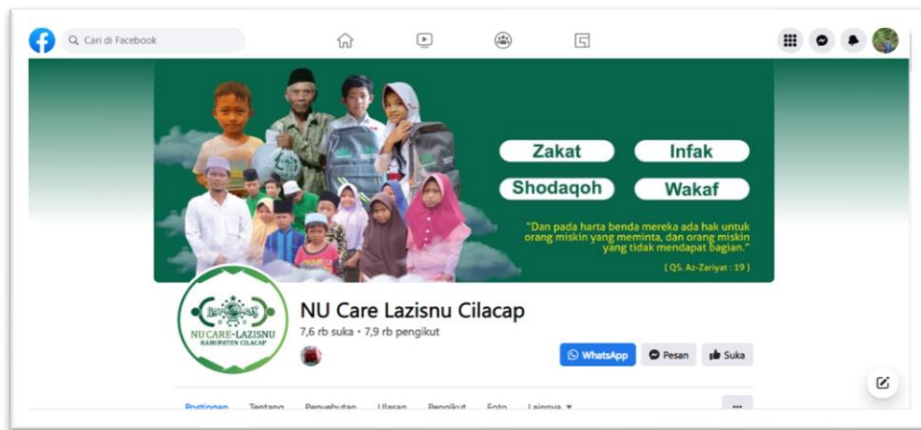 Cari di Facebook
Zakat
Infak
Shodaqoh
Wakaf
"Dan pada harta benda mereka ada hak untuk
orang miskin yang meminta, dan orang miskin
yang tidak mendapat bagian."
( QS. Az-Zariyat : 19 )
NU CARE-LAZISNU
KABUPATEN CILACAP
NU Care Lazisnu Cilacap
7,6 rb suka • 7,9 rb pengikut
WhatsApp
Pesan
Suka
Postingan Tentang Penyebutan Ulasan Pengikut Foto Lainnya